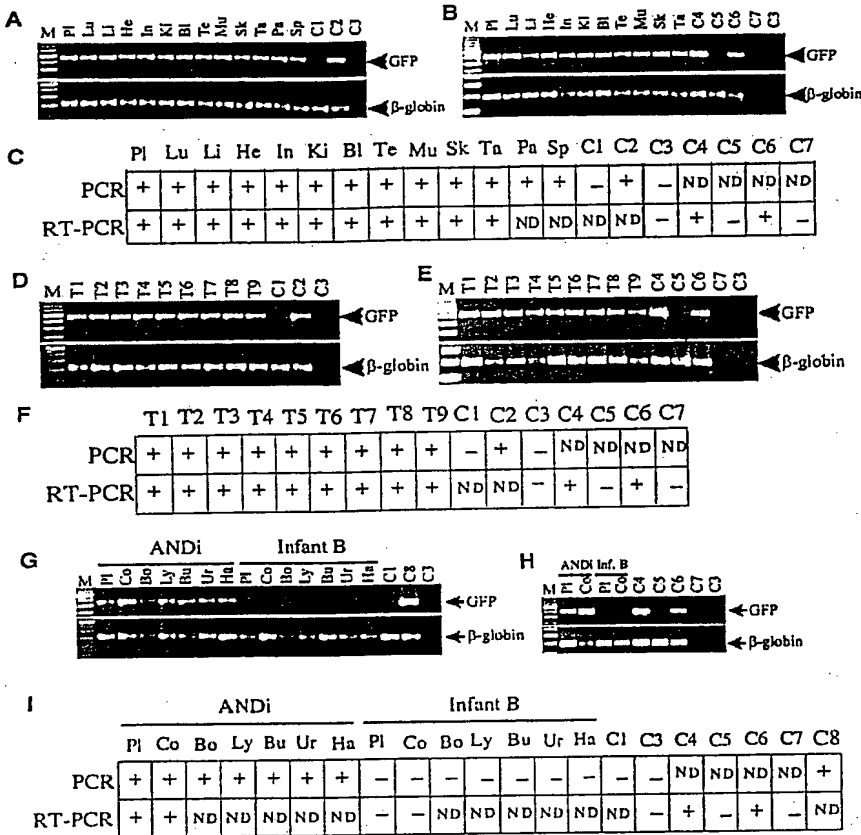 A
M Pl Lu Li He In Ki Bl Te Mu Sk Ta Pa Sp C1 C2 C3
GFP
β-globin
B
M Pl Lu Li He In Kl Bl Te Mu Sk Ta C4 C5 C6 C7 C3
GFP
β-globin
C
Pl Lu Li He In Ki Bl Te Mu Sk Ta Pa Sp C1 C2 C3 C4 C5 C6 C7
PCR + + + + + + + + + + + + + − + − ND ND ND ND
RT-PCR + + + + + + + + + + + ND ND ND ND − + − + −
D
M T1 T2 T3 T4 T5 T6 T7 T8 T9 C1 C2 C3
GFP
β-globin
E
M T1 T2 T3 T4 T5 T6 T7 T8 T9 C4 C5 C6 C7 C3
GFP
β-globin
F
T1 T2 T3 T4 T5 T6 T7 T8 T9 C1 C2 C3 C4 C5 C6 C7
PCR + + + + + + + + + − + − ND ND ND ND
RT-PCR + + + + + + + + + ND ND − + − + −
G
ANDi Infant B
M Pl Co Bo Ly Bu Ur Ha Pl Co Bo Ly Bu Ur Ha C1 C8 C3
GFP
β-globin
H
ANDi Inf. B
M Pl Co Pl Co C4 C5 C6 C7 C3
GFP
β-globin
I
ANDi Infant B
Pl Co Bo Ly Bu Ur Ha Pl Co Bo Ly Bu Ur Ha C1 C3 C4 C5 C6 C7 C8
PCR + + + + + + + − − − − − − − − − ND ND ND ND +
RT-PCR + + ND ND ND ND ND − − ND ND ND ND ND ND − + − + − ND